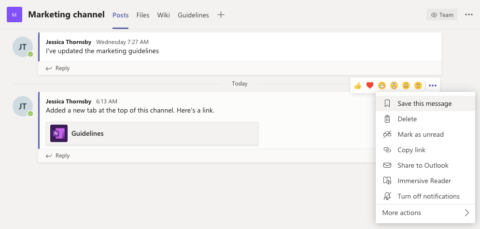 M Marketing channel Posts Files Wiki Guidelines + Team
JT Jessica Thornsby Wednesday 7:27 AM
I've updated the marketing guidelines
Reply
Today
JT Jessica Thornsby 6:13 AM
Added a new tab at the top of this channel. Here's a link.
Guidelines
Reply
Save this message
Delete
Mark as unread
Copy link
Share to Outlook
Immersive Reader
Turn off notifications
More actions